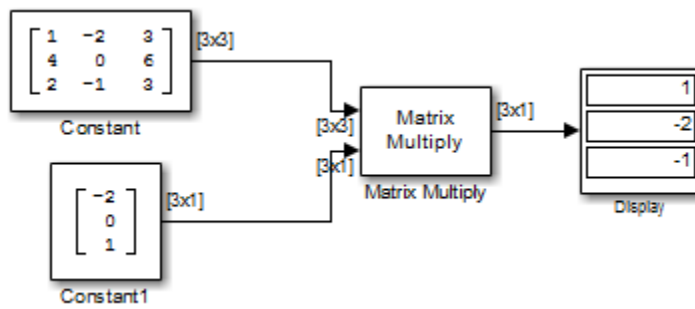 1 -2 3
4 0 6
2 -1 3
[3x3]
Constant
[3x3]
[3x1]
Matrix
Multiply
Matrix Multiply
[3x1]
1
-2
-1
Display
-2
0
1
[3x1]
Constant1